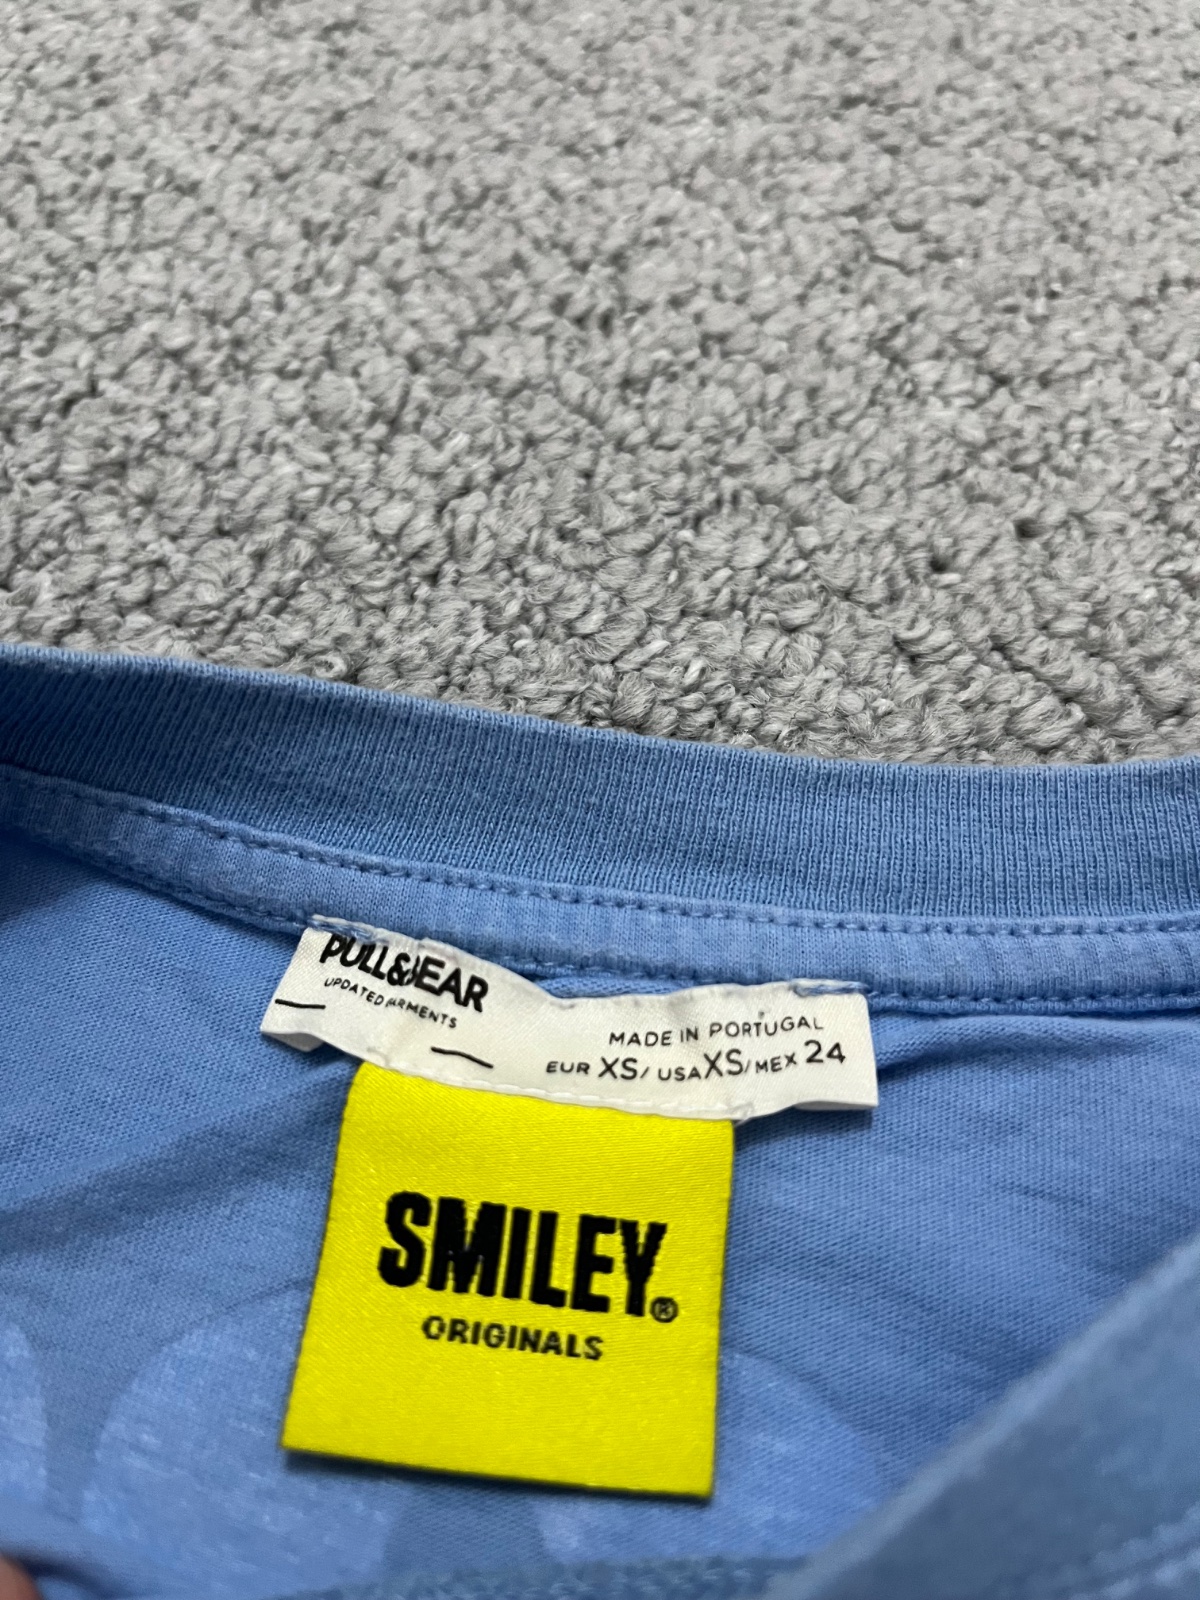 PULL&BEAR
UPDATED GARMENTS
MADE IN PORTUGAL
EUR XS/ USA XS/ MEX 24
SMILEY®
ORIGINALS